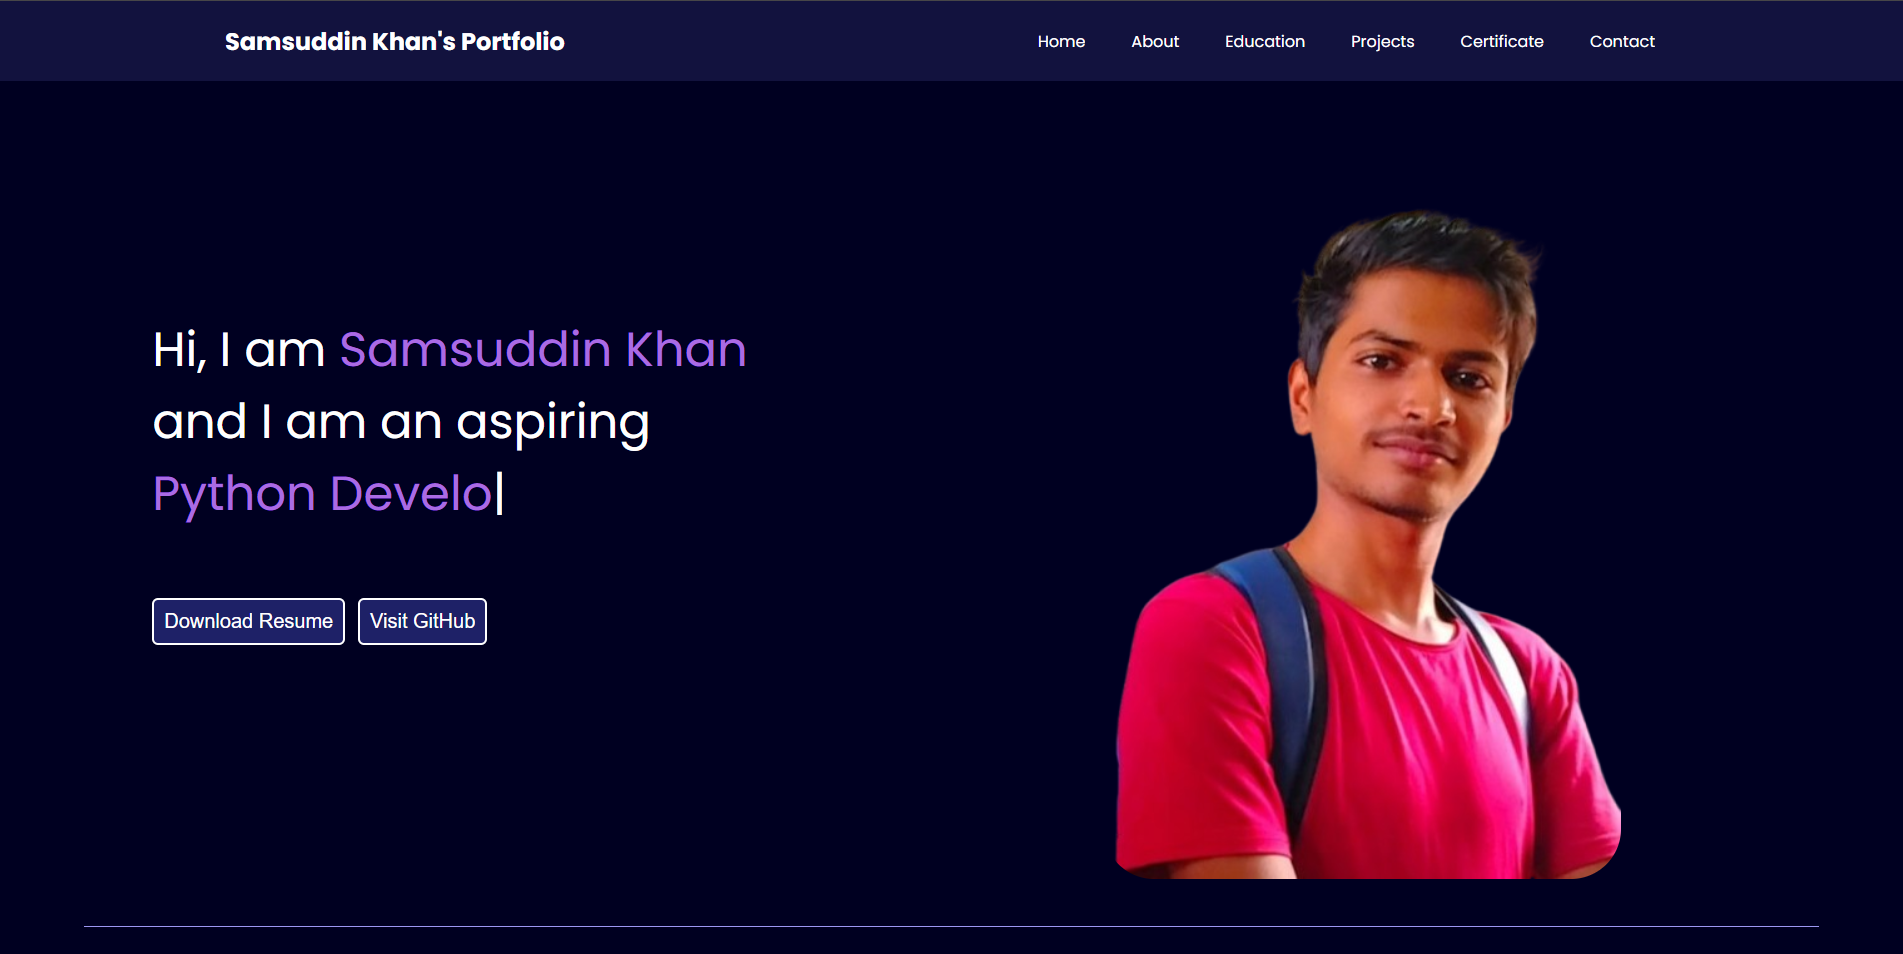 Samsuddin Khan's Portfolio
Home About Education Projects Certificate Contact
Hi, I am Samsuddin Khan
and I am an aspiring
Python Develo|
Download Resume Visit GitHub